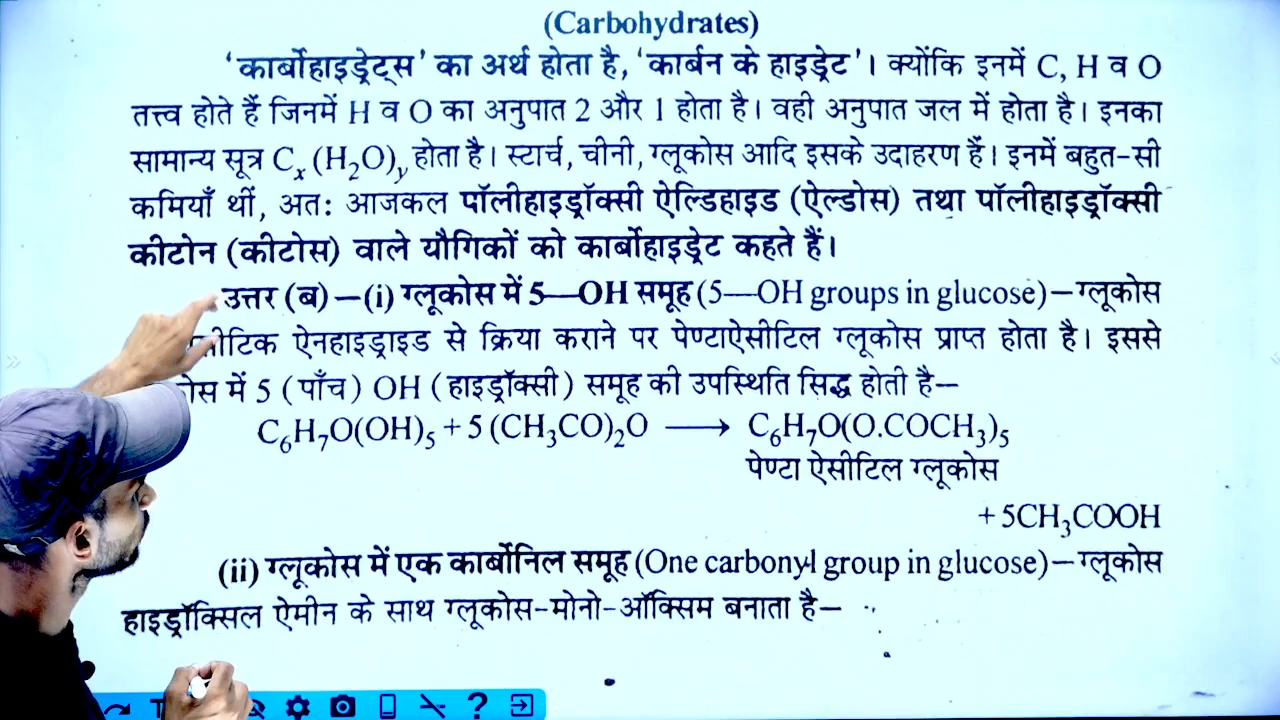 (Carbohydrates)
'कार्बोहाइड्रेट्स' का अर्थ होता है, 'कार्बन के हाइड्रेट'। क्योंकि इनमें C, H व O
तत्त्व होते हैं जिनमें H व O का अनुपात 2 और 1 होता है। वही अनुपात जल में होता है। इनका
सामान्य सूत्र Cₓ(H₂O)ᵧ होता है। स्टार्च, चीनी, ग्लूकोस आदि इसके उदाहरण हैं। इनमें बहुत-सी
कमियाँ थीं, अतः आजकल पॉलीहाइड्रॉक्सी ऐल्डिहाइड (ऐल्डोस) तथा पॉलीहाइड्रॉक्सी
कीटोन (कीटोस) वाले यौगिकों को कार्बोहाइड्रेट कहते हैं।
उत्तर (ब)—(i) ग्लूकोस में 5—OH समूह (5—OH groups in glucose)—ग्लूकोस
ऐनहाइड्राइड से क्रिया कराने पर पेण्टाऐसीटिल ग्लूकोस प्राप्त होता है। इससे
में 5 (पाँच) OH (हाइड्रॉक्सी) समूह की उपस्थिति सिद्ध होती है—
C₆H₇O(OH)₅ + 5 (CH₃CO)₂O ⟶ C₆H₇O(O.COCH₃)₅
पेण्टा ऐसीटिल ग्लूकोस
+ 5CH₃COOH
(ii) ग्लूकोस में एक कार्बोनिल समूह (One carbonyl group in glucose)—ग्लूकोस
हाइड्रॉक्सिल ऐमीन के साथ ग्लूकोस-मोनो-ऑक्सिम बनाता है—